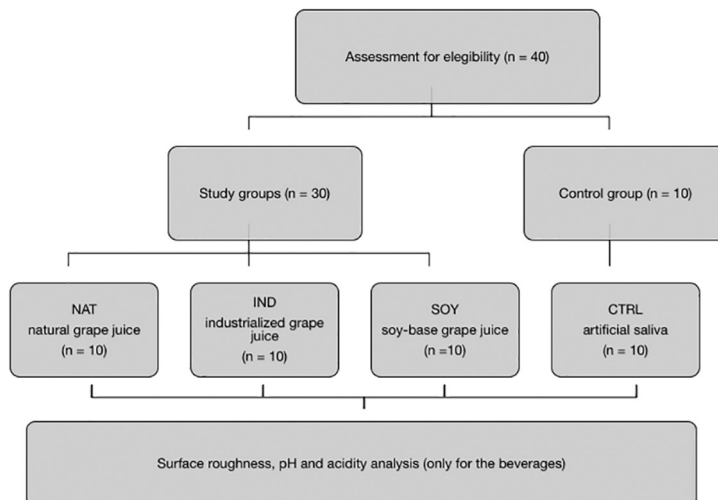 Assessment for elegibility (n = 40)
Study groups (n = 30)
Control group (n = 10)
NAT
natural grape juice
(n = 10)
IND
industrialized grape
juice
(n = 10)
SOY
soy-base grape juice
(n =10)
CTRL
artificial saliva
(n = 10)
Surface roughness, pH and acidity analysis (only for the beverages)